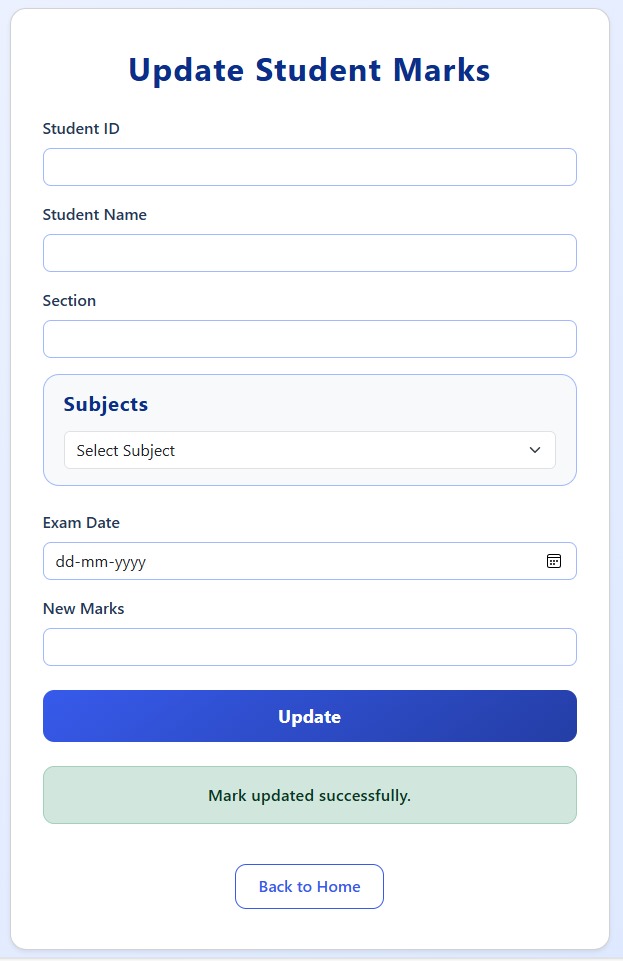 Update Student Marks
Student ID
Student Name
Section
Subjects
Select Subject
Exam Date
dd-mm-yyyy
New Marks
Update
Mark updated successfully.
Back to Home